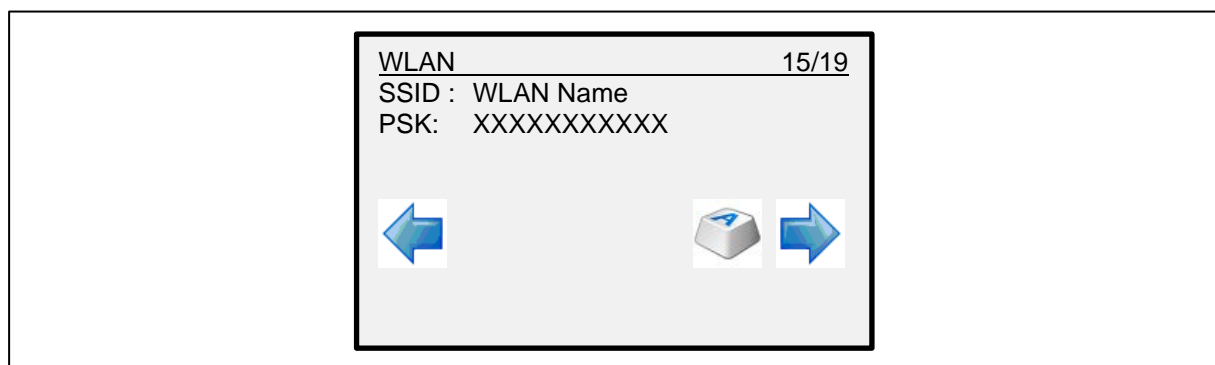 WLAN 15/19
SSID : WLAN Name
PSK: XXXXXXXXXXX
A